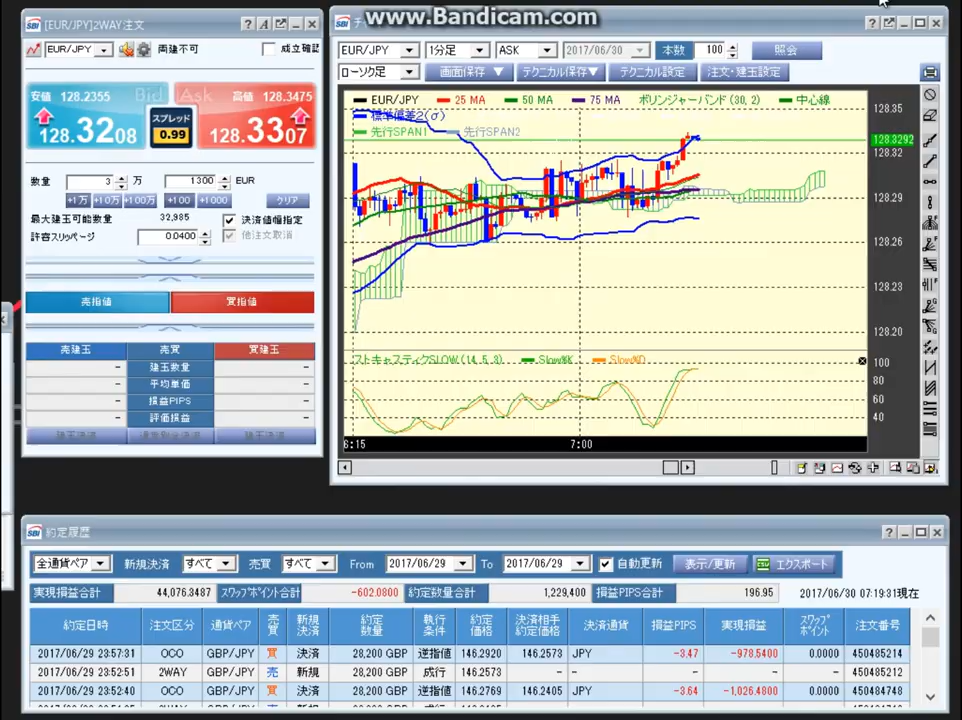 www.Bandicam.com
SBI [EUR/JPY]2WAY注文
EUR/JPY 両建不可 成立確認
安値 128.2355 Bid Ask 高値 128.3475
128.3208 スプレッド 0.99 128.3307
数量 3 万 1300 EUR
+1万 +10万 +100万 +100 +1000 クリア
最大建玉可能数量 32,985 決済値幅指定
許容スリッページ 0.0400 他注文取消
売指値 買指値
売建玉 売買 買建玉
- 建玉数量 -
- 平均単価 -
- 損益PIPS -
- 評価損益 -
EUR/JPY 1分足 ASK 2017/06/30 本数 100 照会
ローソク足 画面保存 ▼ テクニカル保存▼ テクニカル設定 注文・建玉設定
EUR/JPY 25 MA 50 MA 75 MA ボリンジャーバンド(30, 2) 中心線
標準偏差2(σ)
先行SPAN1 先行SPAN2
128.35
128.3292
128.32
128.29
128.26
128.23
128.20
ストキャスティクスSLOW (14, 5, 3) Slow%K Slow%D
100
80
60
40
6:15 7:00
SBI 約定履歴
全通貨ペア 新規決済 すべて 売買 すべて From 2017/06/29 To 2017/06/29 自動更新 表示/更新 エクスポート
実現損益合計 44,076.3487 スワップポイント合計 -602.0800 約定数量合計 1,229,400 損益PIPS合計 196.95 2017/06/30 07:19:31現在
約定日時 注文区分 通貨ペア 売買 新規決済 約定数量 執行条件 約定価格 決済相手約定価格 決済通貨 損益PIPS 実現損益 スワップポイント 注文番号
2017/06/29 23:57:31 OCO GBP/JPY 買 決済 28,200 GBP 逆指値 146.2920 146.2573 JPY -3.47 -978.5400 0.0000 450485214
2017/06/29 23:52:51 2WAY GBP/JPY 売 新規 28,200 GBP 成行 146.2573 - - - - 0.0000 450485212
2017/06/29 23:52:40 OCO GBP/JPY 買 決済 28,200 GBP 逆指値 146.2769 146.2405 JPY -3.64 -1,026.4800 0.0000 450484748